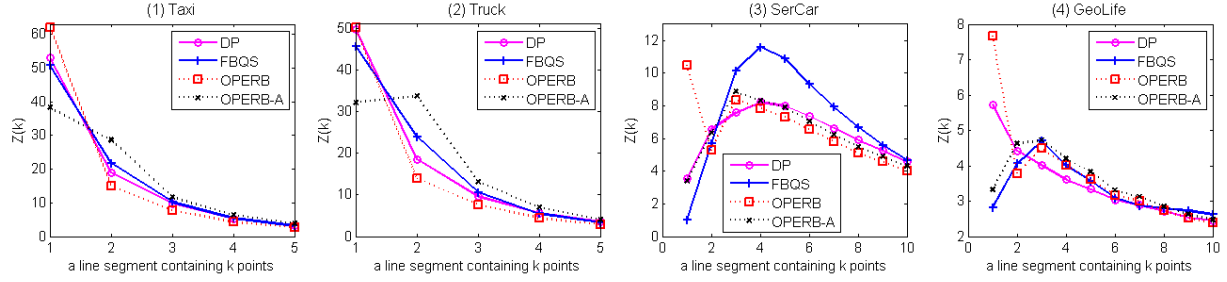 (1) Taxi
60
50
40
30
20
10
0
Z(k)
DP
FBQS
OPERB
OPERB-A
1 2 3 4 5
a line segment containing k points
(2) Truck
50
40
30
20
10
0
Z(k)
DP
FBQS
OPERB
OPERB-A
1 2 3 4 5
a line segment containing k points
(3) SerCar
12
10
8
6
4
2
0
Z(k)
DP
FBQS
OPERB
OPERB-A
0 2 4 6 8 10
a line segment containing k points
(4) GeoLife
8
7
6
5
4
3
2
Z(k)
DP
FBQS
OPERB
OPERB-A
0 2 4 6 8 10
a line segment containing k points